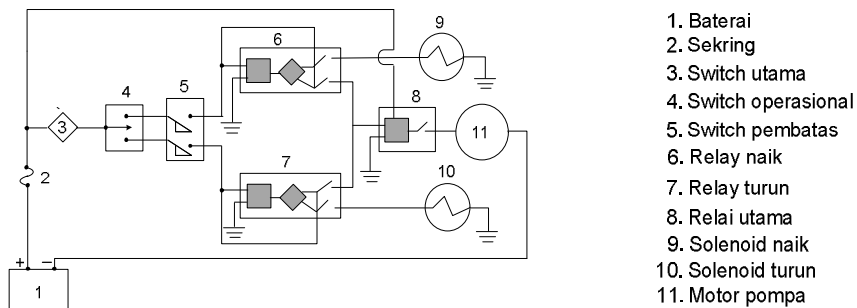 9
6
4
5
3
8
11
7
10
2
+ –
1
1. Baterai
2. Sekring
3. Switch utama
4. Switch operasional
5. Switch pembatas
6. Relay naik
7. Relay turun
8. Relai utama
9. Solenoid naik
10. Solenoid turun
11. Motor pompa